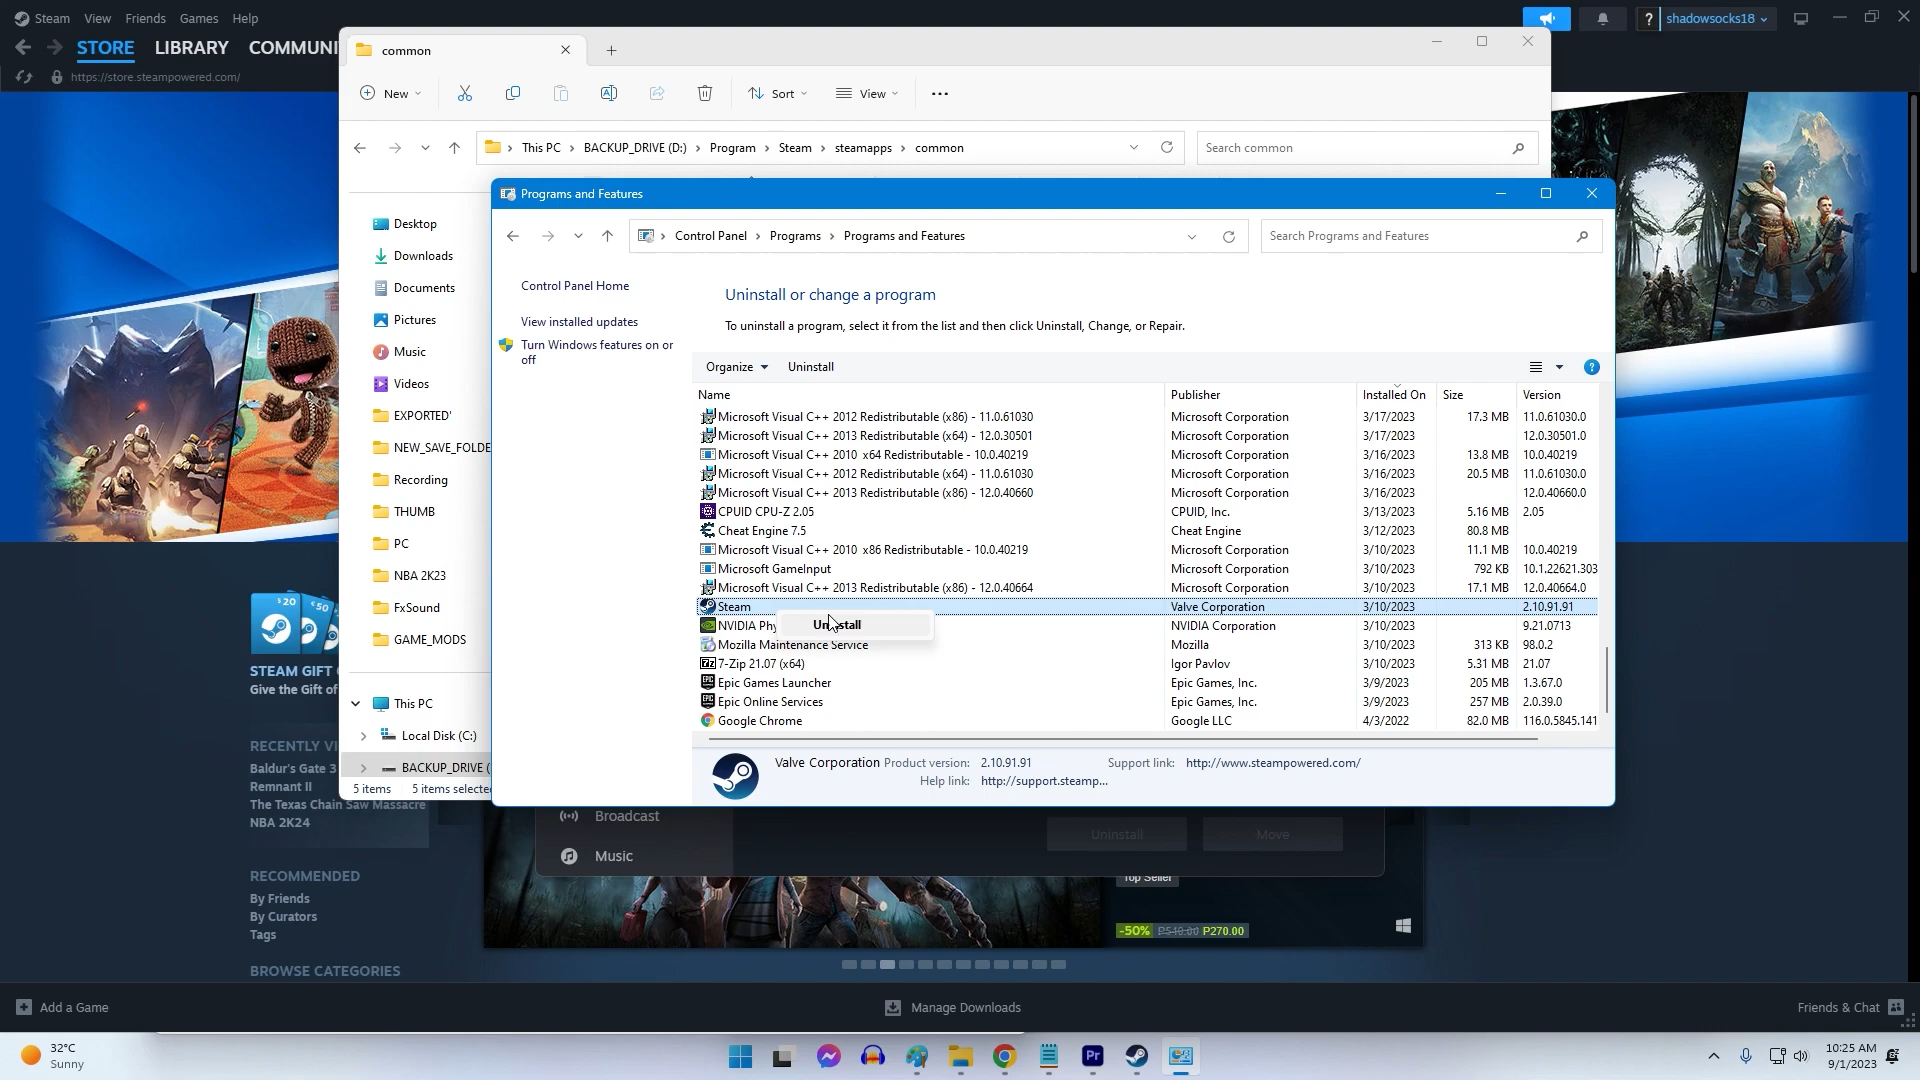 Steam View Friends Games Help
shadowsocks18
STORE LIBRARY COMMUNI
https://store.steampowered.com/
common
New Sort View
This PC BACKUP_DRIVE (D:) Program Steam steamapps common
Search common
Desktop
Downloads
Documents
Pictures
Music
Videos
EXPORTED'
NEW_SAVE_FOLDE
Recording
THUMB
PC
NBA 2K23
FxSound
GAME_MODS
This PC
Local Disk (C:)
BACKUP_DRIVE (
5 items 5 items selected
Programs and Features
Control Panel Programs Programs and Features
Search Programs and Features
Control Panel Home
View installed updates
Turn Windows features on or
off
Uninstall or change a program
To uninstall a program, select it from the list and then click Uninstall, Change, or Repair.
Organize Uninstall
Name Publisher Installed On Size Version
Microsoft Visual C++ 2012 Redistributable (x86) - 11.0.61030 Microsoft Corporation 3/17/2023 17.3 MB 11.0.61030.0
Microsoft Visual C++ 2013 Redistributable (x64) - 12.0.30501 Microsoft Corporation 3/17/2023 12.0.30501.0
Microsoft Visual C++ 2010 x64 Redistributable - 10.0.40219 Microsoft Corporation 3/16/2023 13.8 MB 10.0.40219
Microsoft Visual C++ 2012 Redistributable (x64) - 11.0.61030 Microsoft Corporation 3/16/2023 20.5 MB 11.0.61030.0
Microsoft Visual C++ 2013 Redistributable (x86) - 12.0.40660 Microsoft Corporation 3/16/2023 12.0.40660.0
CPUID CPU-Z 2.05 CPUID, Inc. 3/13/2023 5.16 MB 2.05
Cheat Engine 7.5 Cheat Engine 3/12/2023 80.8 MB
Microsoft Visual C++ 2010 x86 Redistributable - 10.0.40219 Microsoft Corporation 3/10/2023 11.1 MB 10.0.40219
Microsoft GameInput Microsoft Corporation 3/10/2023 792 KB 10.1.22621.303
Microsoft Visual C++ 2013 Redistributable (x86) - 12.0.40664 Microsoft Corporation 3/10/2023 17.1 MB 12.0.40664.0
Steam Valve Corporation 3/10/2023 2.10.91.91
NVIDIA Phy Uninstall NVIDIA Corporation 3/10/2023 9.21.0713
Mozilla Maintenance Service Mozilla 3/10/2023 313 KB 98.0.2
7-Zip 21.07 (x64) Igor Pavlov 3/10/2023 5.31 MB 21.07
Epic Games Launcher Epic Games, Inc. 3/9/2023 205 MB 1.3.67.0
Epic Online Services Epic Games, Inc. 3/9/2023 257 MB 2.0.39.0
Google Chrome Google LLC 4/3/2022 82.0 MB 116.0.5845.141
Valve Corporation Product version: 2.10.91.91 Support link: http://www.steampowered.com/
Help link: http://support.steamp...
$20 €50
STEAM GIFT
Give the Gift of
RECENTLY VI
Baldur's Gate 3
Remnant II
The Texas Chain Saw Massacre
NBA 2K24
RECOMMENDED
By Friends
By Curators
Tags
BROWSE CATEGORIES
Broadcast
Music
Uninstall Move
Top Seller
-50% P540.00 P270.00
Add a Game
Manage Downloads
Friends & Chat
32°C
Sunny
Pr
10:25 AM
9/1/2023